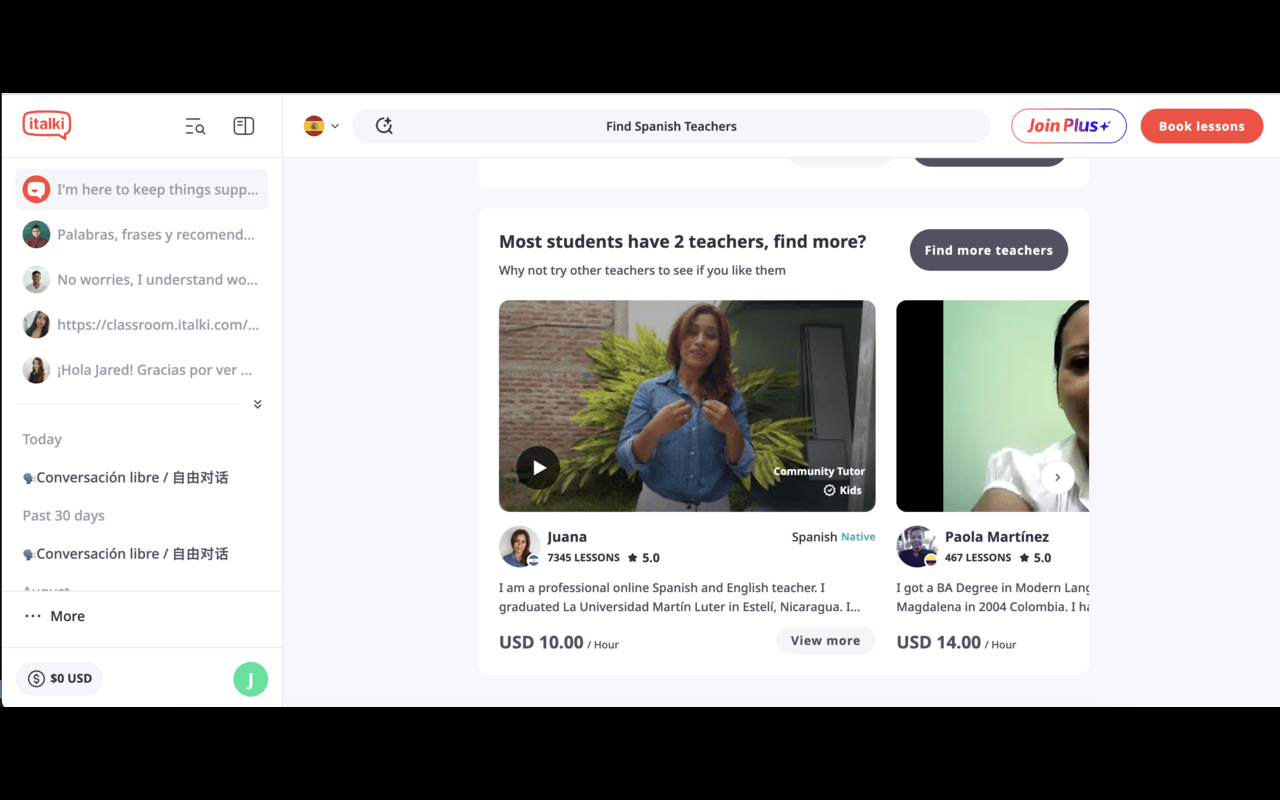 italki
Find Spanish Teachers
Join Plus+
Book lessons
I'm here to keep things supp...
Palabras, frases y recomend...
No worries, I understand wo...
https://classroom.italki.com/...
¡Hola Jared! Gracias por ver ...
Today
Conversación libre / 自由对话
Past 30 days
Conversación libre / 自由对话
August
More
$0 USD
J
Most students have 2 teachers, find more?
Why not try other teachers to see if you like them
Find more teachers
Community Tutor
Kids
Juana
Spanish Native
7345 LESSONS ★ 5.0
I am a professional online Spanish and English teacher. I
graduated La Universidad Martín Luter in Estelí, Nicaragua. I...
USD 10.00 / Hour
View more
Paola Martínez
467 LESSONS ★ 5.0
I got a BA Degree in Modern Lang
Magdalena in 2004 Colombia. I ha
USD 14.00 / Hour